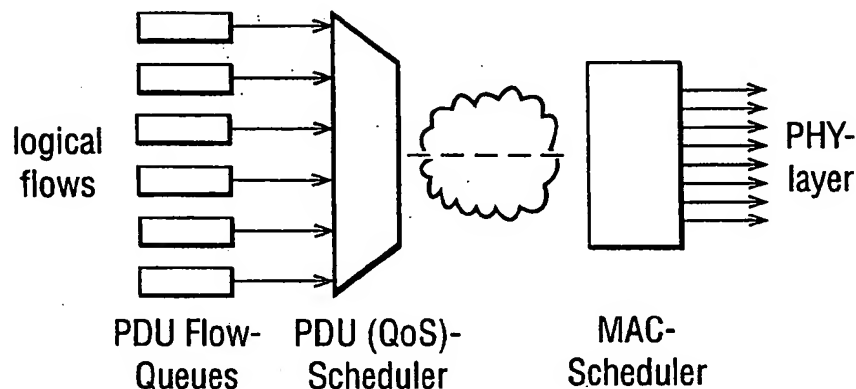 logical
flows
PHY-
layer
PDU Flow-
Queues
PDU (QoS)-
Scheduler
MAC-
Scheduler